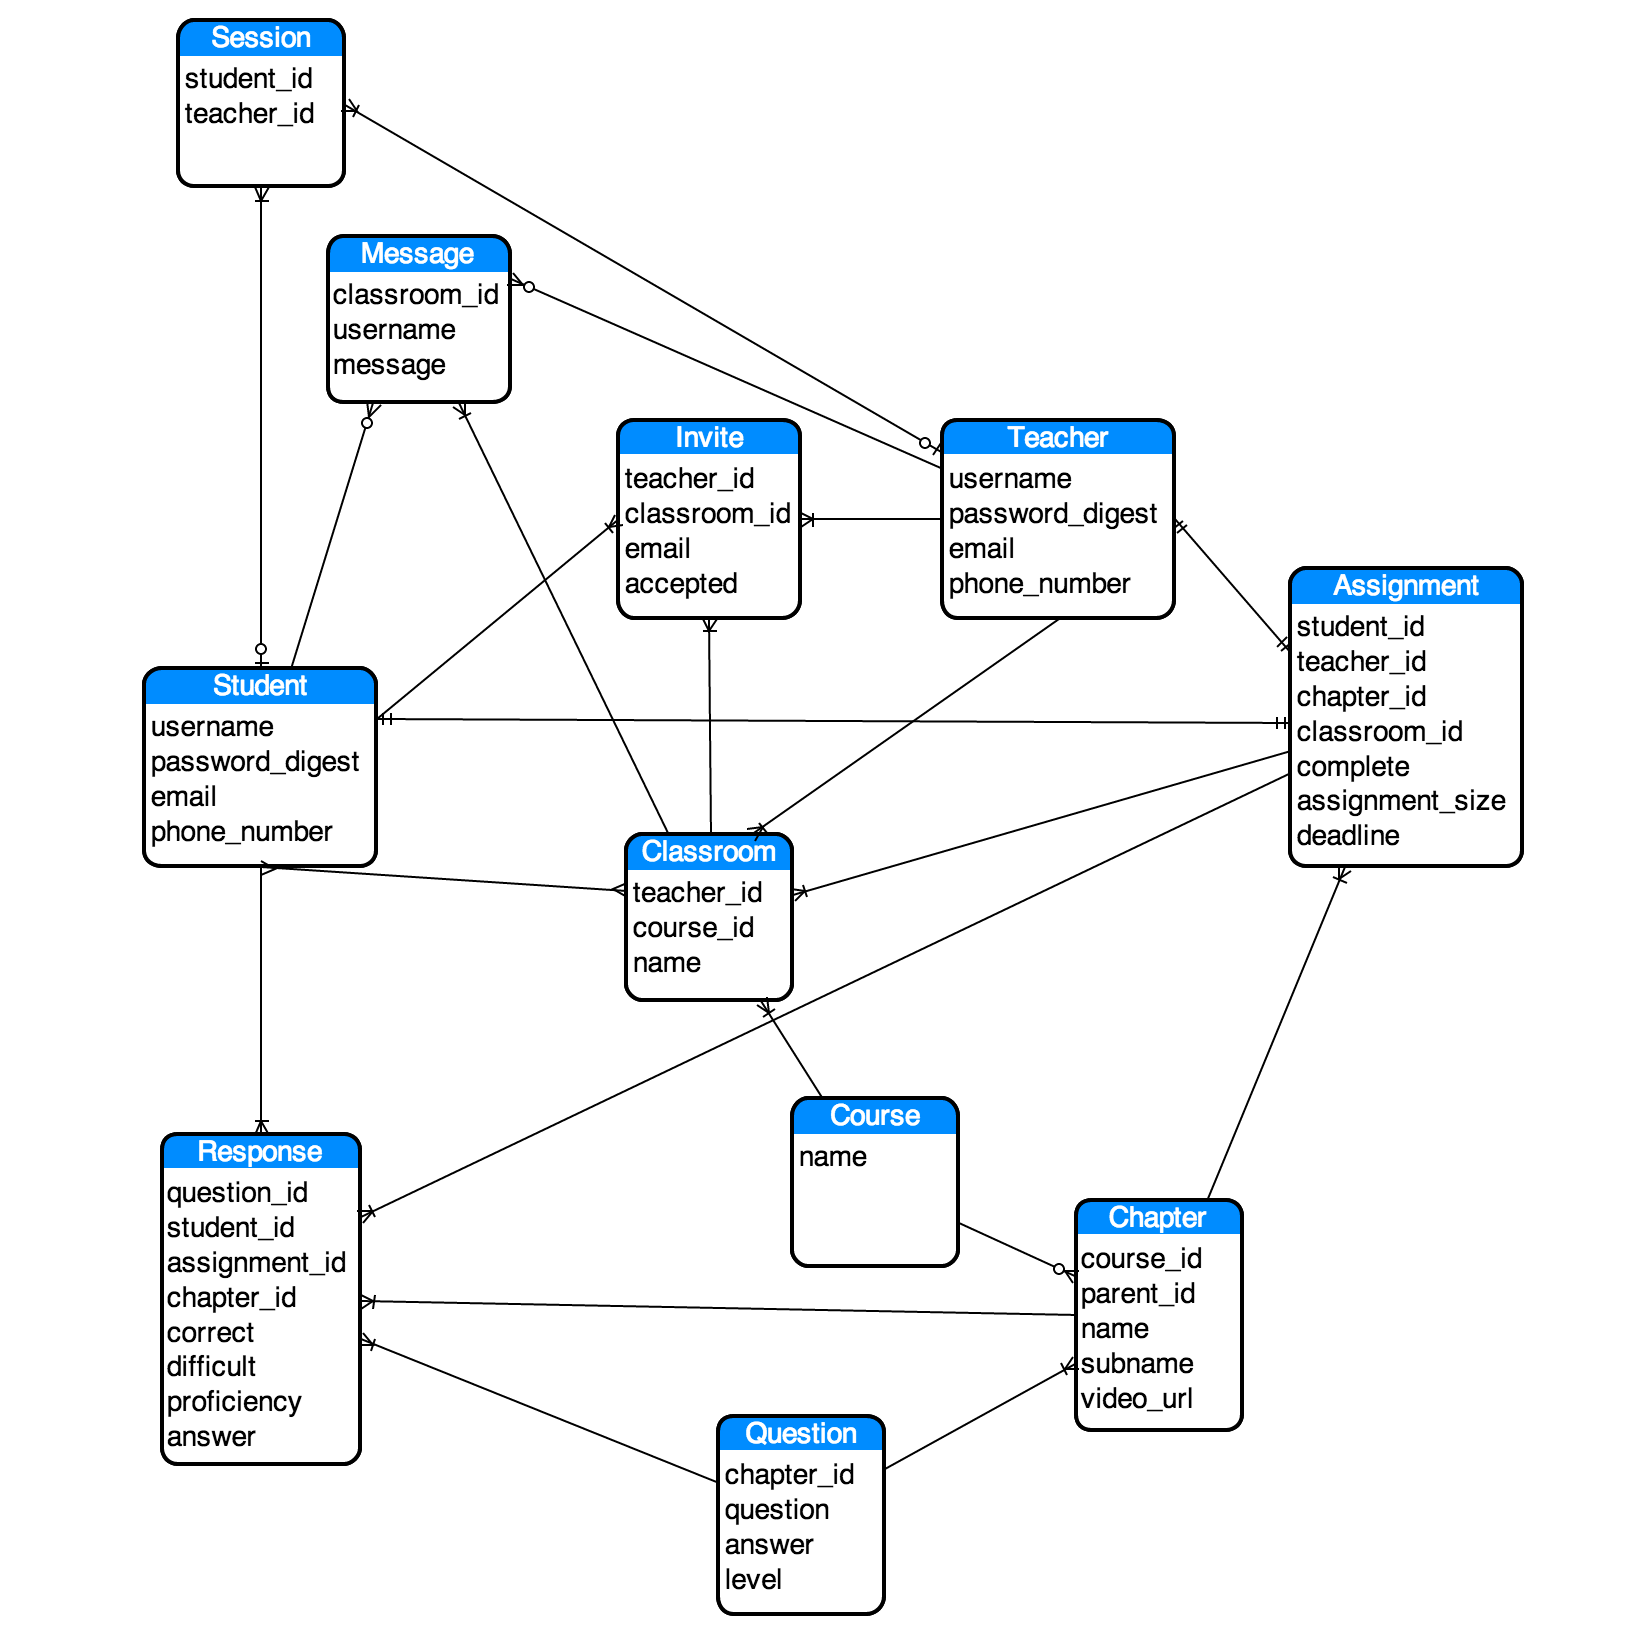 Session
student_id
teacher_id
Message
classroom_id
username
message
Invite
teacher_id
classroom_id
email
accepted
Teacher
username
password_digest
email
phone_number
Assignment
student_id
teacher_id
chapter_id
classroom_id
complete
assignment_size
deadline
Student
username
password_digest
email
phone_number
Classroom
teacher_id
course_id
name
Course
name
Response
question_id
student_id
assignment_id
chapter_id
correct
difficult
proficiency
answer
Chapter
course_id
parent_id
name
subname
video_url
Question
chapter_id
question
answer
level